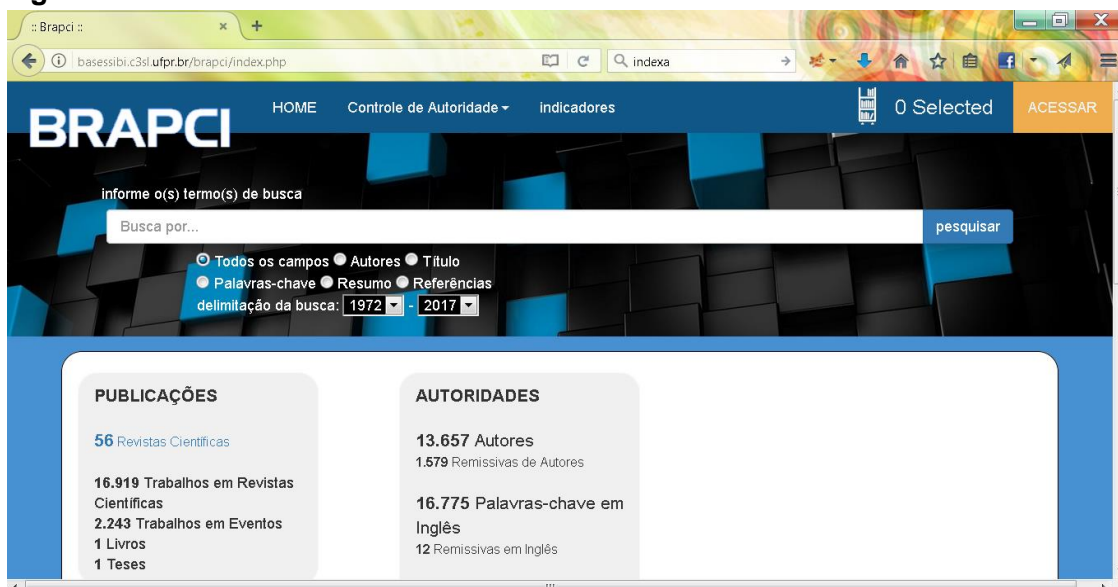 :: Brapci ::
basessibi.c3sl.ufpr.br/brapci/index.php
indexa
BRAPCI
HOME
Controle de Autoridade
indicadores
0 Selected
ACESSAR
informe o(s) termo(s) de busca
Busca por...
pesquisar
Todos os campos Autores Título
Palavras-chave Resumo Referências
delimitação da busca: 1972 - 2017
PUBLICAÇÕES
56 Revistas Científicas
16.919 Trabalhos em Revistas
Científicas
2.243 Trabalhos em Eventos
1 Livros
1 Teses
AUTORIDADES
13.657 Autores
1.579 Remissivas de Autores
16.775 Palavras-chave em
Inglês
12 Remissivas em Inglês